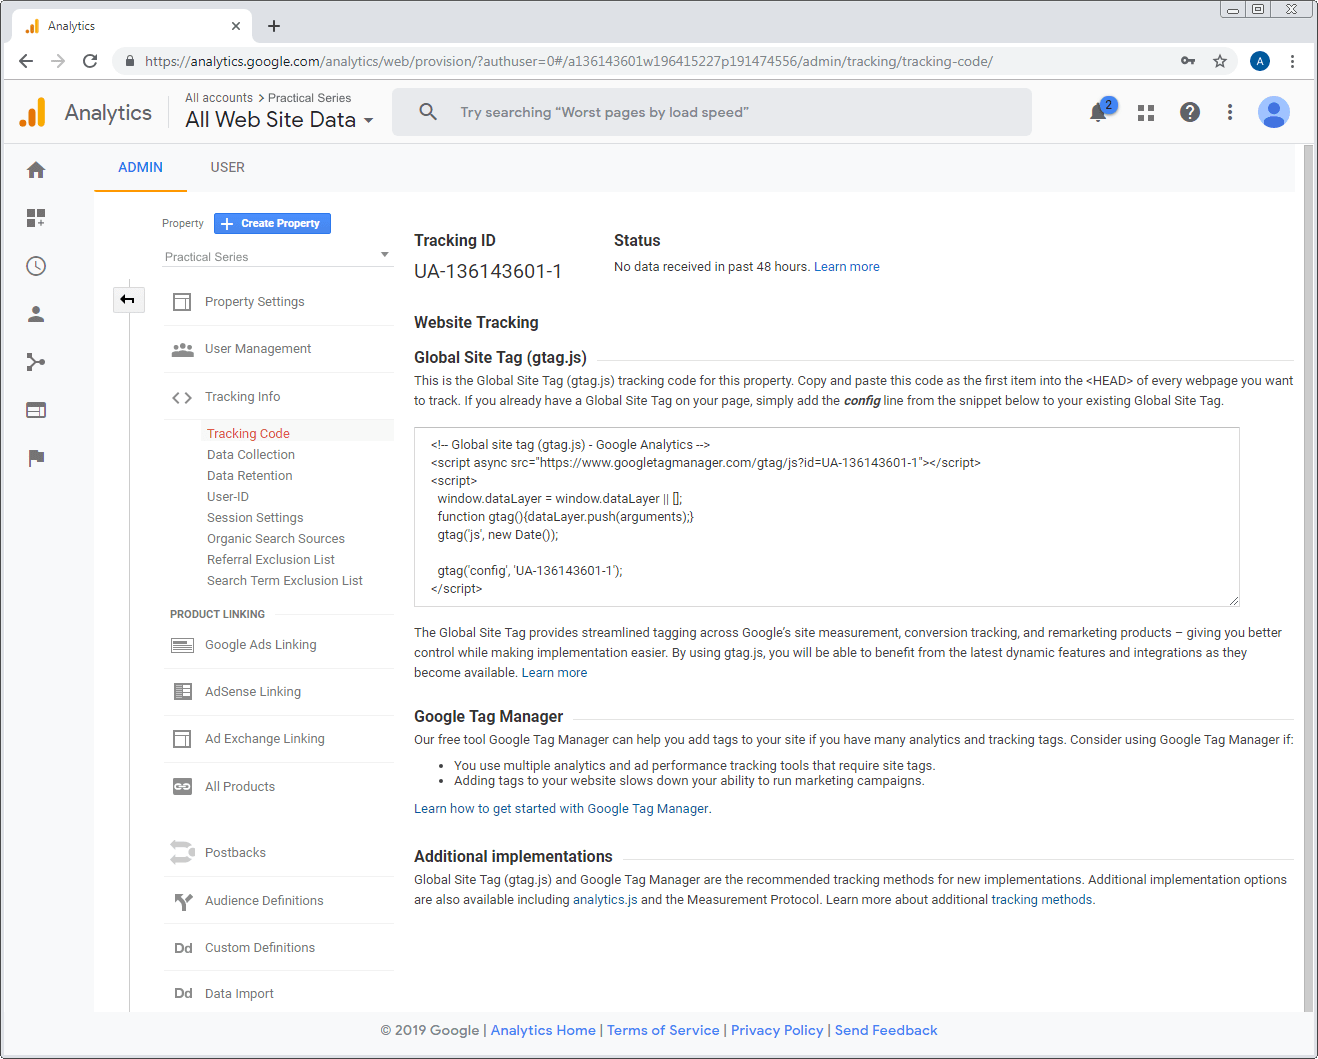 Analytics
https://analytics.google.com/analytics/web/provision/?authuser=0#/a136143601w196415227p191474556/admin/tracking/tracking-code/
A
Analytics
All accounts > Practical Series
All Web Site Data
Try searching “Worst pages by load speed”
2
ADMIN
USER
Property
Create Property
Practical Series
Property Settings
User Management
Tracking Info
Tracking Code
Data Collection
Data Retention
User-ID
Session Settings
Organic Search Sources
Referral Exclusion List
Search Term Exclusion List
PRODUCT LINKING
Google Ads Linking
AdSense Linking
Ad Exchange Linking
All Products
Postbacks
Audience Definitions
Dd Custom Definitions
Dd Data Import
Tracking ID
UA-136143601-1
Status
No data received in past 48 hours. Learn more
Website Tracking
Global Site Tag (gtag.js)
This is the Global Site Tag (gtag.js) tracking code for this property. Copy and paste this code as the first item into the <HEAD> of every webpage you want
to track. If you already have a Global Site Tag on your page, simply add the config line from the snippet below to your existing Global Site Tag.
<!-- Global site tag (gtag.js) - Google Analytics -->
<script async src="https://www.googletagmanager.com/gtag/js?id=UA-136143601-1"></script>
<script>
window.dataLayer = window.dataLayer || [];
function gtag(){dataLayer.push(arguments);}
gtag('js', new Date());
gtag('config', 'UA-136143601-1');
</script>
The Global Site Tag provides streamlined tagging across Google’s site measurement, conversion tracking, and remarketing products – giving you better
control while making implementation easier. By using gtag.js, you will be able to benefit from the latest dynamic features and integrations as they
become available. Learn more
Google Tag Manager
Our free tool Google Tag Manager can help you add tags to your site if you have many analytics and tracking tags. Consider using Google Tag Manager if:
• You use multiple analytics and ad performance tracking tools that require site tags.
• Adding tags to your website slows down your ability to run marketing campaigns.
Learn how to get started with Google Tag Manager.
Additional implementations
Global Site Tag (gtag.js) and Google Tag Manager are the recommended tracking methods for new implementations. Additional implementation options
are also available including analytics.js and the Measurement Protocol. Learn more about additional tracking methods.
© 2019 Google | Analytics Home | Terms of Service | Privacy Policy | Send Feedback